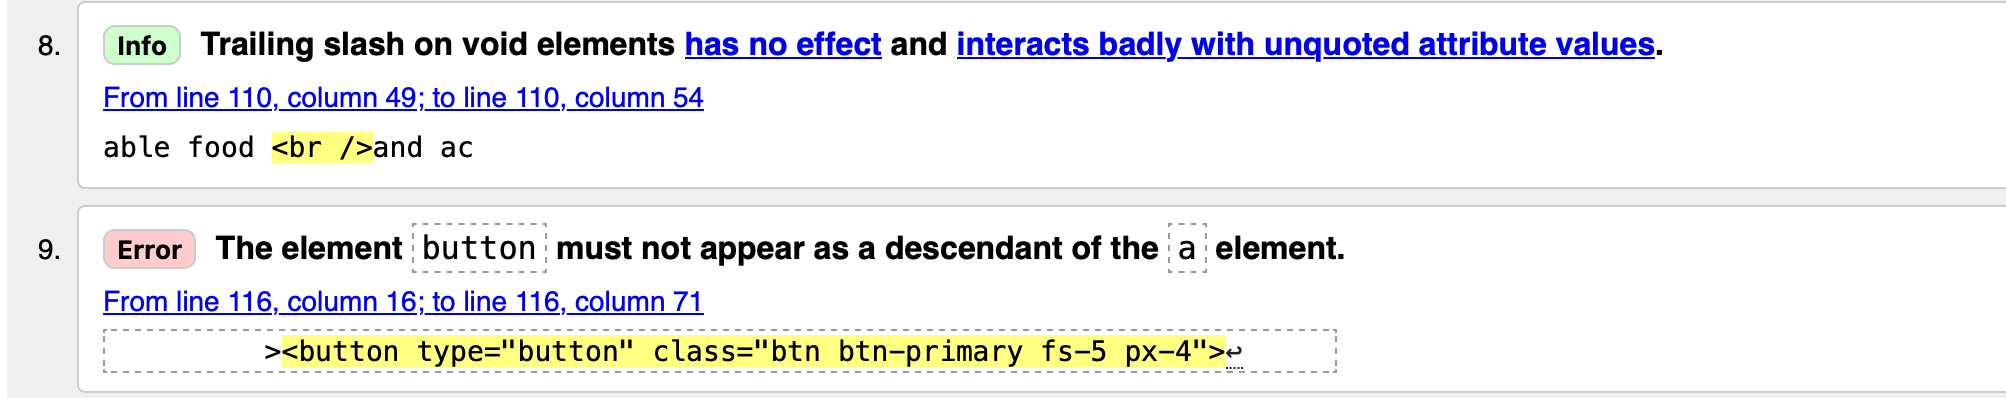 8. Info Trailing slash on void elements has no effect and interacts badly with unquoted attribute values.
From line 110, column 49; to line 110, column 54
able food <br />and ac
9. Error The element button must not appear as a descendant of the a element.
From line 116, column 16; to line 116, column 71
><button type="button" class="btn btn-primary fs-5 px-4">↩